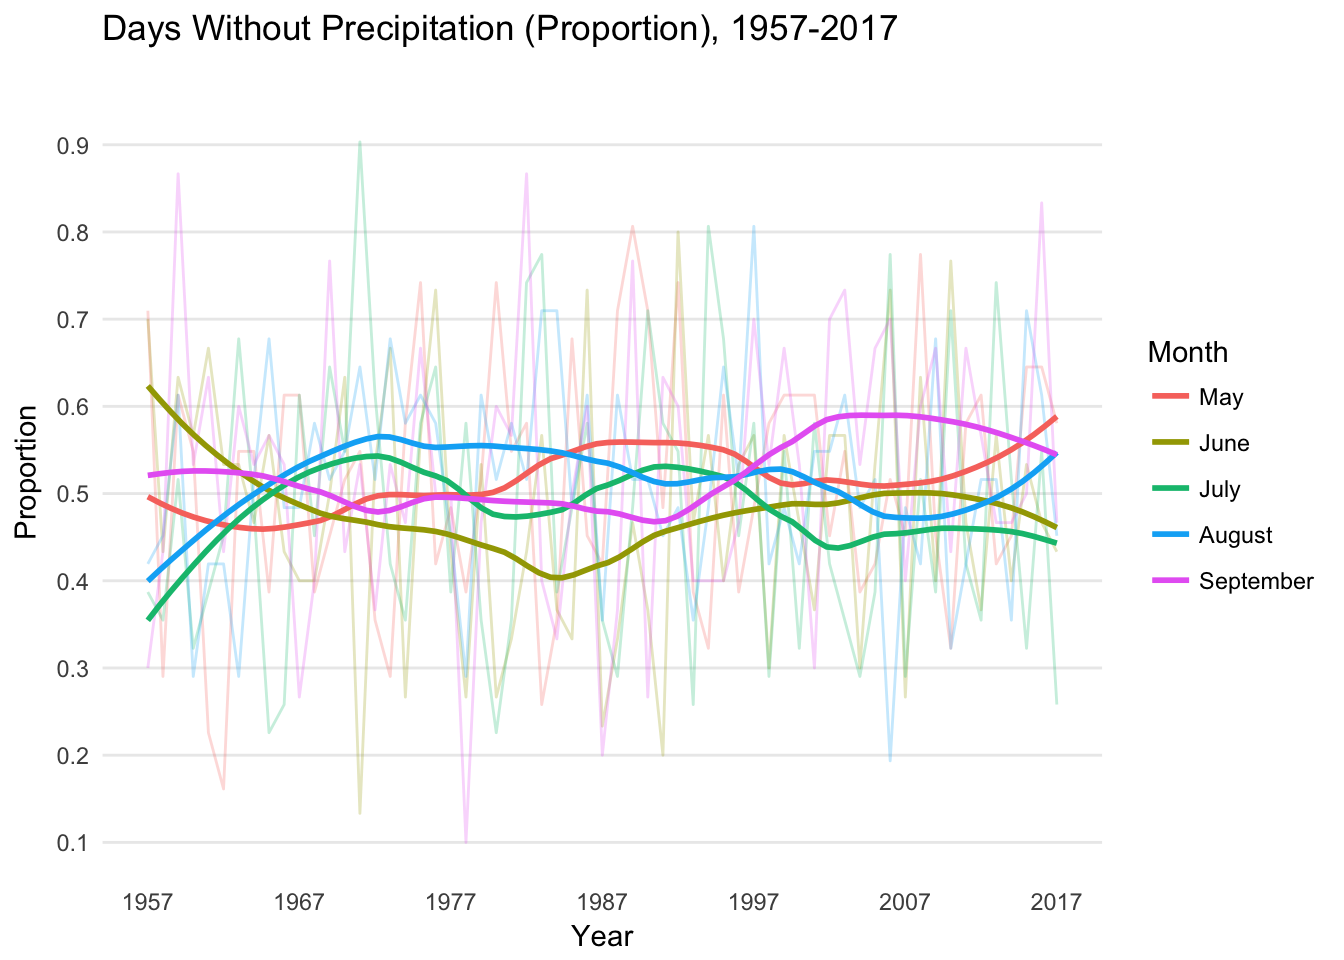 Days Without Precipitation (Proportion), 1957-2017
0.9
0.8
0.7
0.6
0.5
0.4
0.3
0.2
0.1
Proportion
1957 1967 1977 1987 1997 2007 2017
Year
Month
May
June
July
August
September